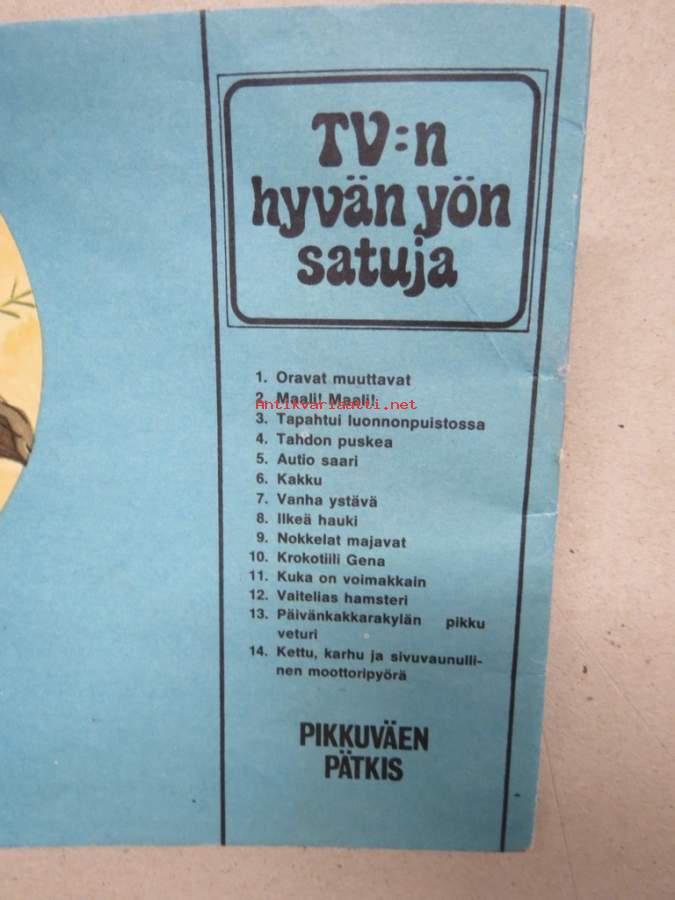 TV:n
hyvän yön
satuja
1. Oravat muuttavat
2. Maali! Maali!
Antikvariaatti.net
3. Tapahtui luonnonpuistossa
4. Tahdon puskea
5. Autio saari
6. Kakku
7. Vanha ystävä
8. Ilkeä hauki
9. Nokkelat majavat
10. Krokotiili Gena
11. Kuka on voimakkain
12. Vaitelias hamsteri
13. Päivänkakkarakylän pikku
veturi
14. Kettu, karhu ja sivuvaunulli-
nen moottoripyörä
PIKKUVÄEN
PÄTKIS